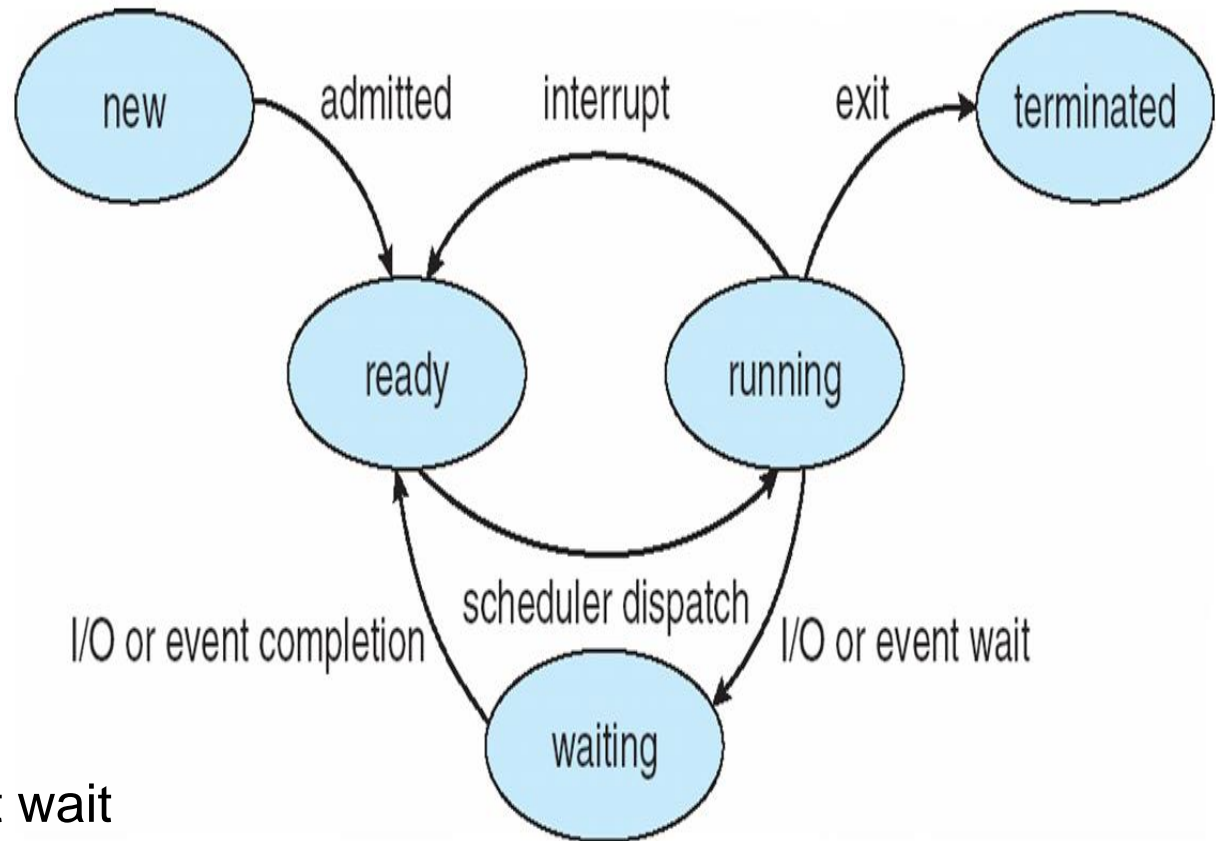 new
admitted
interrupt
exit
terminated
ready
running
scheduler dispatch
I/O or event completion
I/O or event wait
waiting
wait